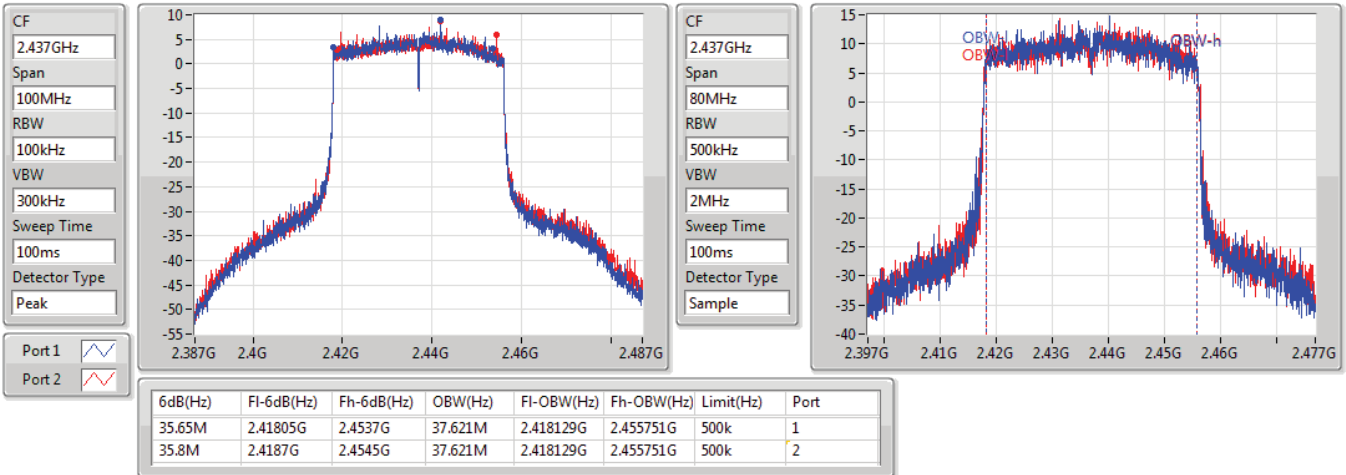 CF
2.437GHz
Span
100MHz
RBW
100kHz
VBW
300kHz
Sweep Time
100ms
Detector Type
Peak
Port 1
Port 2
10
5
0
-5
-10
-15
-20
-25
-30
-35
-40
-45
-50
-55
2.387G 2.4G 2.42G 2.44G 2.46G 2.487G
CF
2.437GHz
Span
80MHz
RBW
500kHz
VBW
2MHz
Sweep Time
100ms
Detector Type
Sample
15
10
5
0
-5
-10
-15
-20
-25
-30
-35
-40
OBW-h
2.397G 2.41G 2.42G 2.43G 2.44G 2.45G 2.46G 2.477G
6dB(Hz) Fl-6dB(Hz) Fh-6dB(Hz) OBW(Hz) Fl-OBW(Hz) Fh-OBW(Hz) Limit(Hz) Port
35.65M 2.41805G 2.4537G 37.621M 2.418129G 2.455751G 500k 1
35.8M 2.4187G 2.4545G 37.621M 2.418129G 2.455751G 500k 2